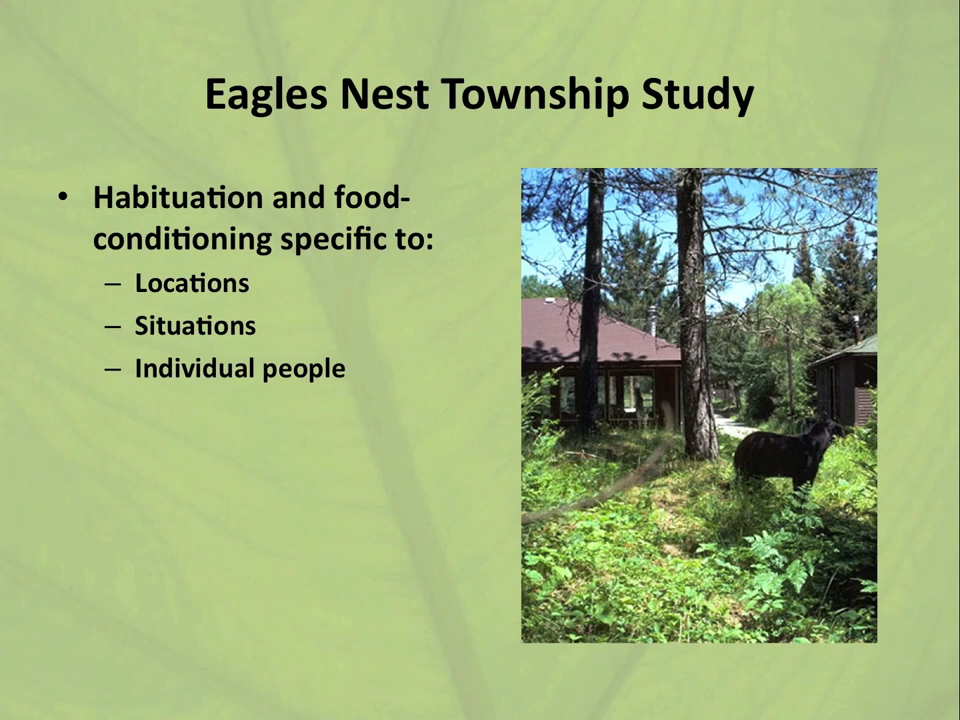 Eagles Nest Township Study
• Habituation and food-
conditioning specific to:
– Locations
– Situations
– Individual people